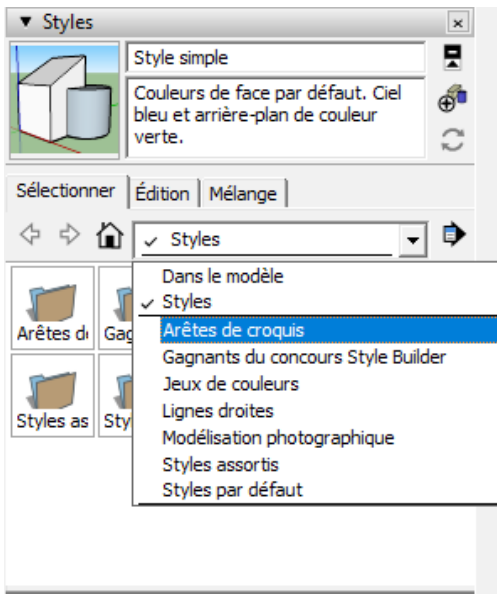 Styles
Style simple
Couleurs de face par défaut. Ciel
bleu et arrière-plan de couleur
verte.
Sélectionner
Édition
Mélange
Styles
Dans le modèle
Styles
Arêtes de croquis
Gagnants du concours Style Builder
Jeux de couleurs
Lignes droites
Modélisation photographique
Styles assortis
Styles par défaut
Arêtes d
Gag
Styles as
Sty